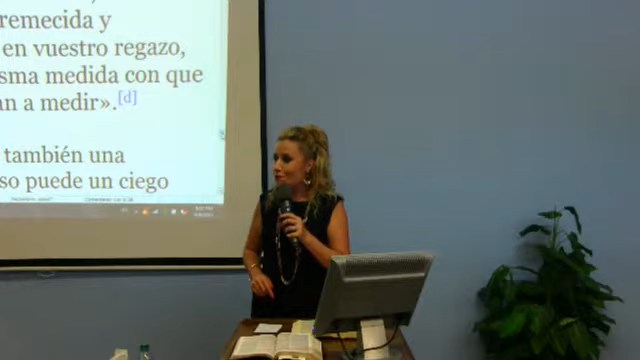 remecida y
en vuestro regazo,
sma medida con que
an a medir».[d]
también una
so puede un ciego